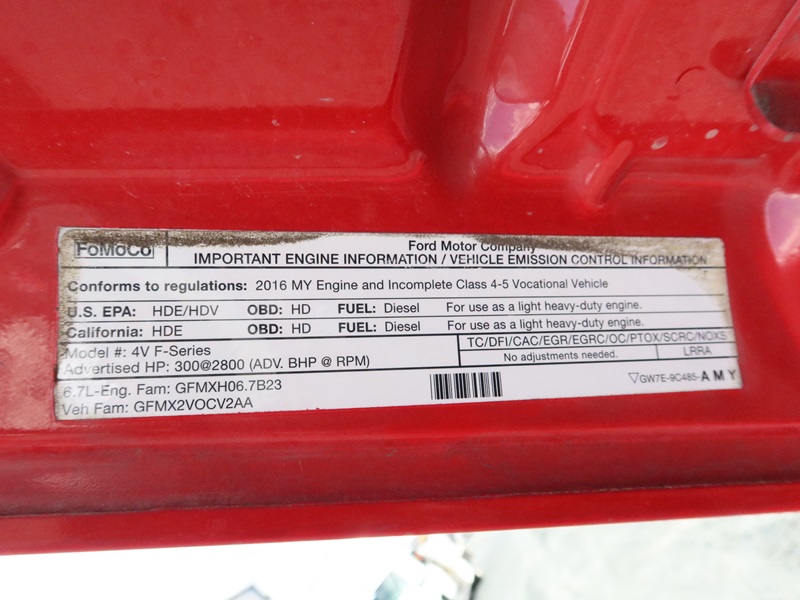 FoMoCo
Ford Motor Company
IMPORTANT ENGINE INFORMATION / VEHICLE EMISSION CONTROL INFORMATION
Conforms to regulations: 2016 MY Engine and Incomplete Class 4-5 Vocational Vehicle
U.S. EPA: HDE/HDV OBD: HD FUEL: Diesel For use as a light heavy-duty engine.
California: HDE OBD: HD FUEL: Diesel For use as a light heavy-duty engine.
Model #: 4V F-Series
Advertised HP: 300@2800 (ADV. BHP @ RPM)
TC/DFI/CAC/EGR/EGRC/OC/PTOX/SCRC/NOXS
No adjustments needed. LRRA
6.7L-Eng. Fam: GFMXH06.7B23
Veh Fam: GFMX2VOCV2AA
▽GW7E-9C485-AMY